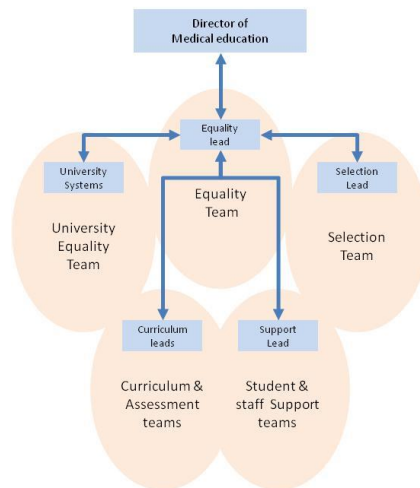 Director of
Medical education
Equality
lead
University
Systems
Selection
Lead
Equality
Team
University
Equality
Team
Selection
Team
Curriculum
leads
Support
Lead
Curriculum &
Assessment
teams
Student &
staff Support
teams